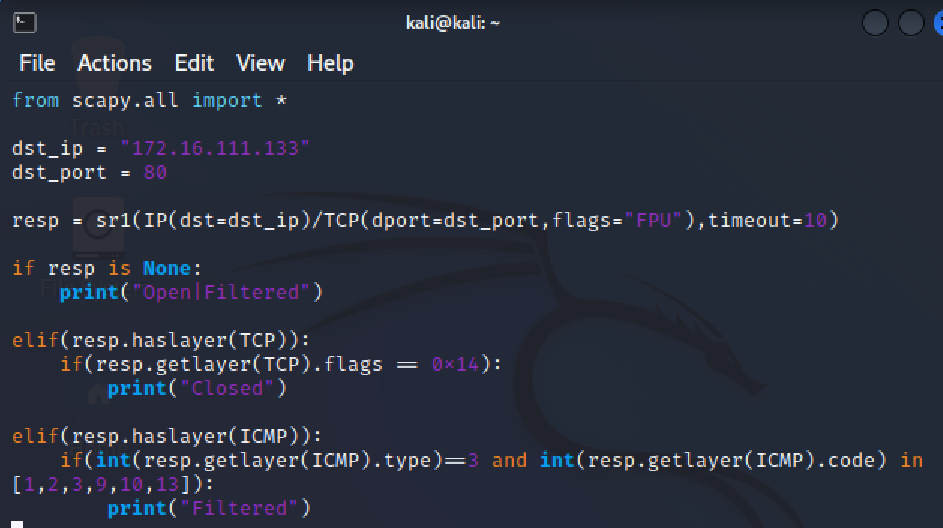 kali@kali: ~
File Actions Edit View Help
from scapy.all import *
Trash
dst_ip = "172.16.111.133"
dst_port = 80
resp = sr1(IP(dst=dst_ip)/TCP(dport=dst_port,flags="FPU"),timeout=10)
if resp is None:
    print("Open|Filtered")
elif(resp.haslayer(TCP)):
    if(resp.getlayer(TCP).flags == 0×14):
        print("Closed")
elif(resp.haslayer(ICMP)):
    if(int(resp.getlayer(ICMP).type)==3 and int(resp.getlayer(ICMP).code) in
[1,2,3,9,10,13]):
        print("Filtered")